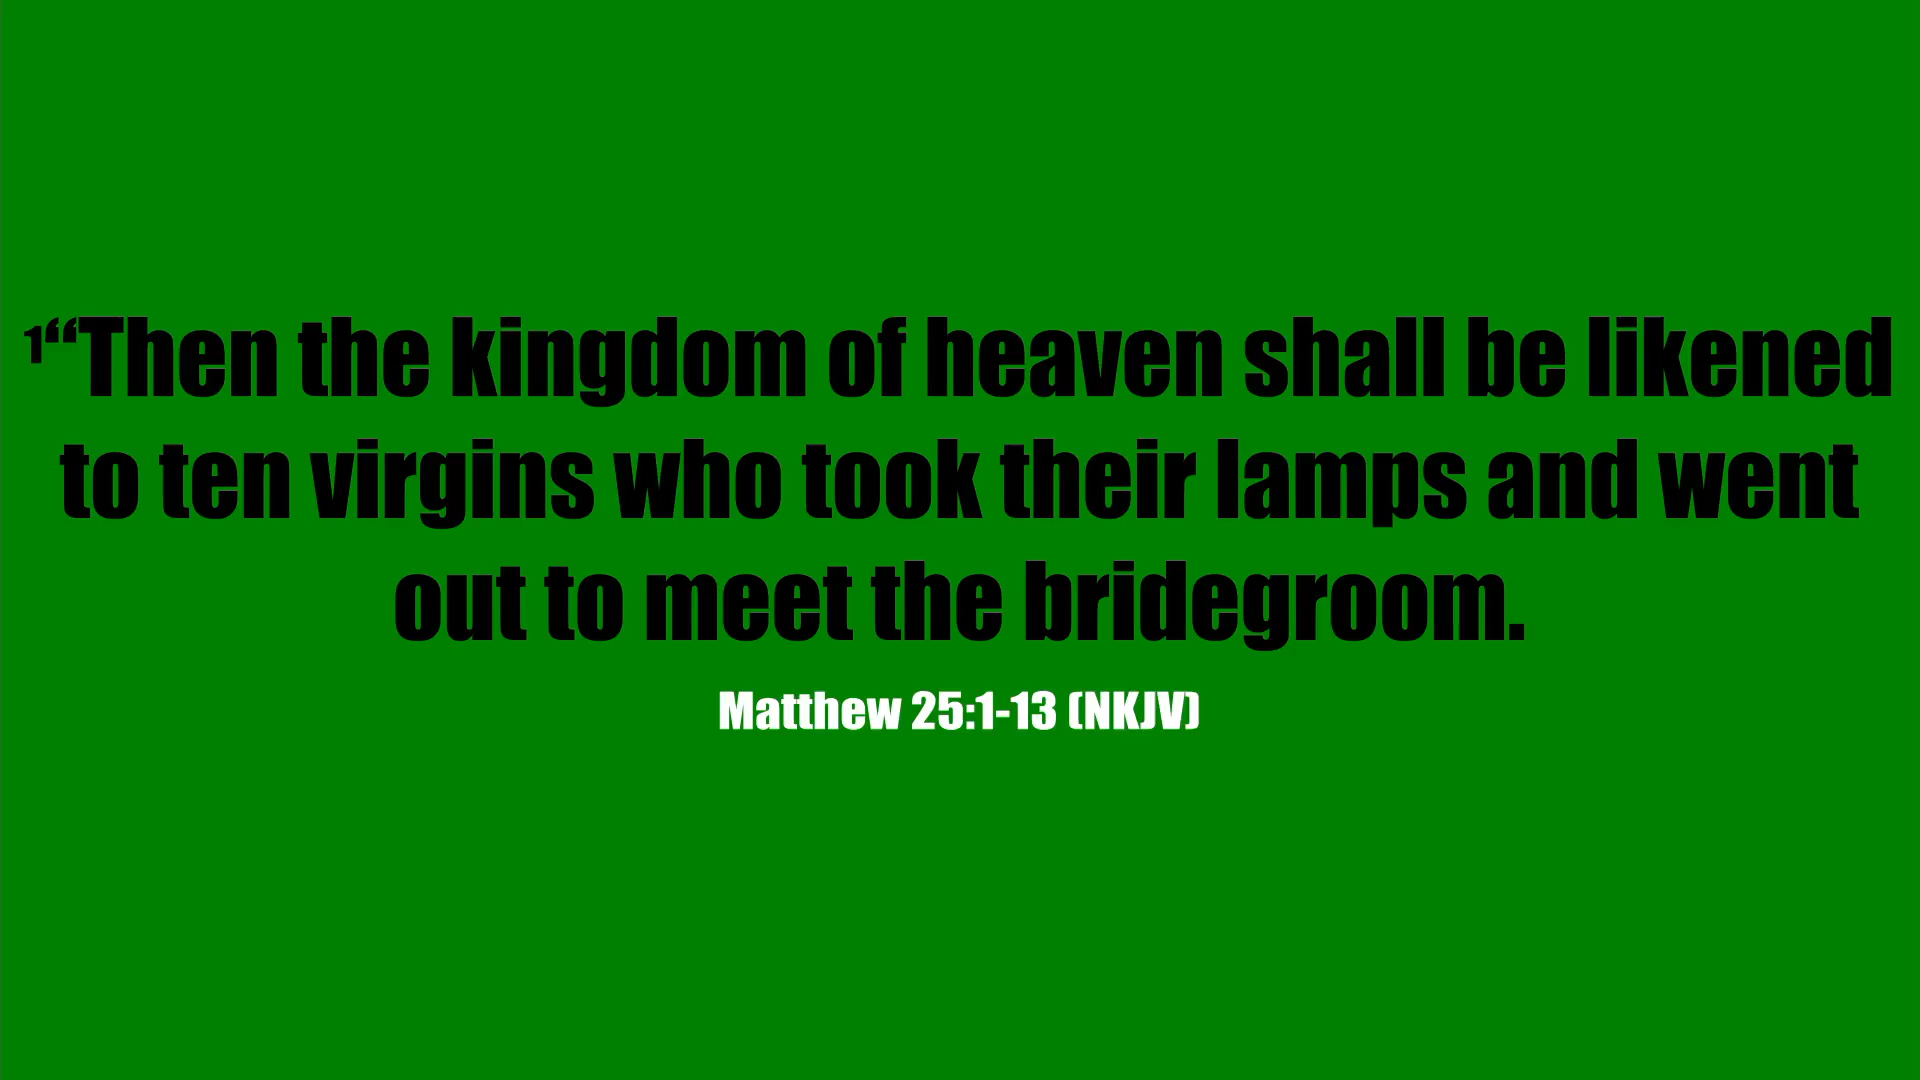 ¹“Then the kingdom of heaven shall be likened
to ten virgins who took their lamps and went
out to meet the bridegroom.
Matthew 25:1-13 (NKJV)